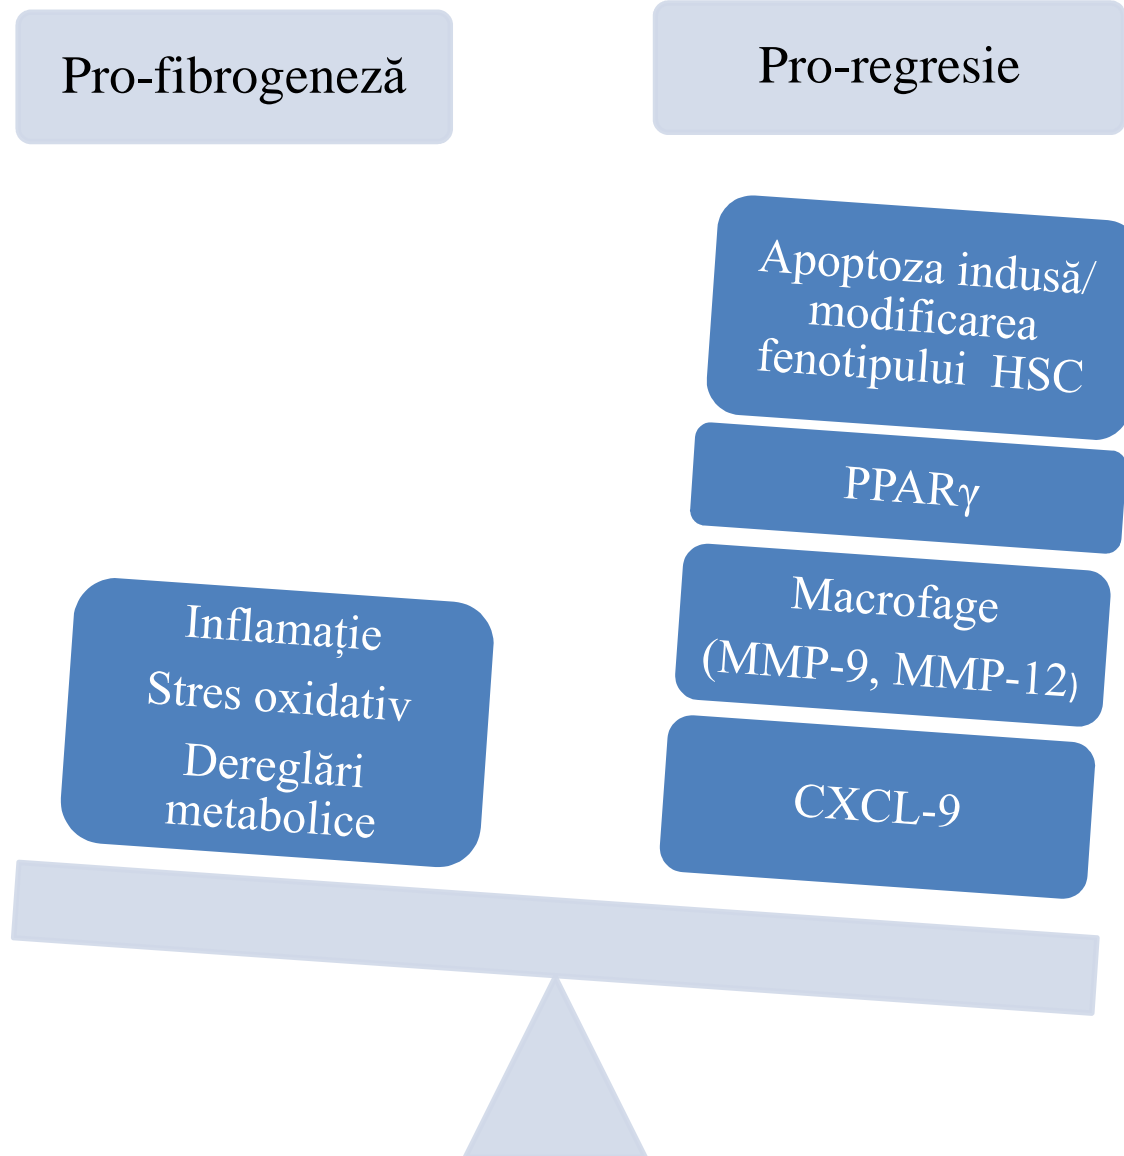 Pro-fibrogeneză
Pro-regresie
Apoptoza indusă/
modificarea
fenotipului HSC
PPARγ
Macrofage
(MMP-9, MMP-12)
CXCL-9
Inflamație
Stres oxidativ
Dereglări
metabolice